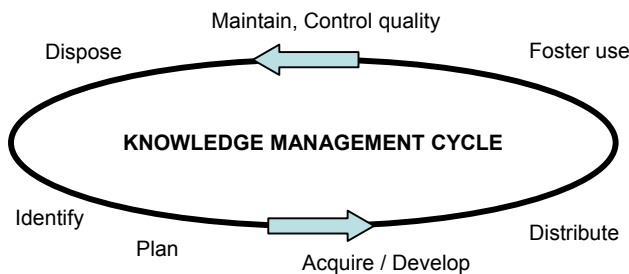 Maintain, Control quality
Dispose
Foster use
KNOWLEDGE MANAGEMENT CYCLE
Identify
Plan
Acquire / Develop
Distribute